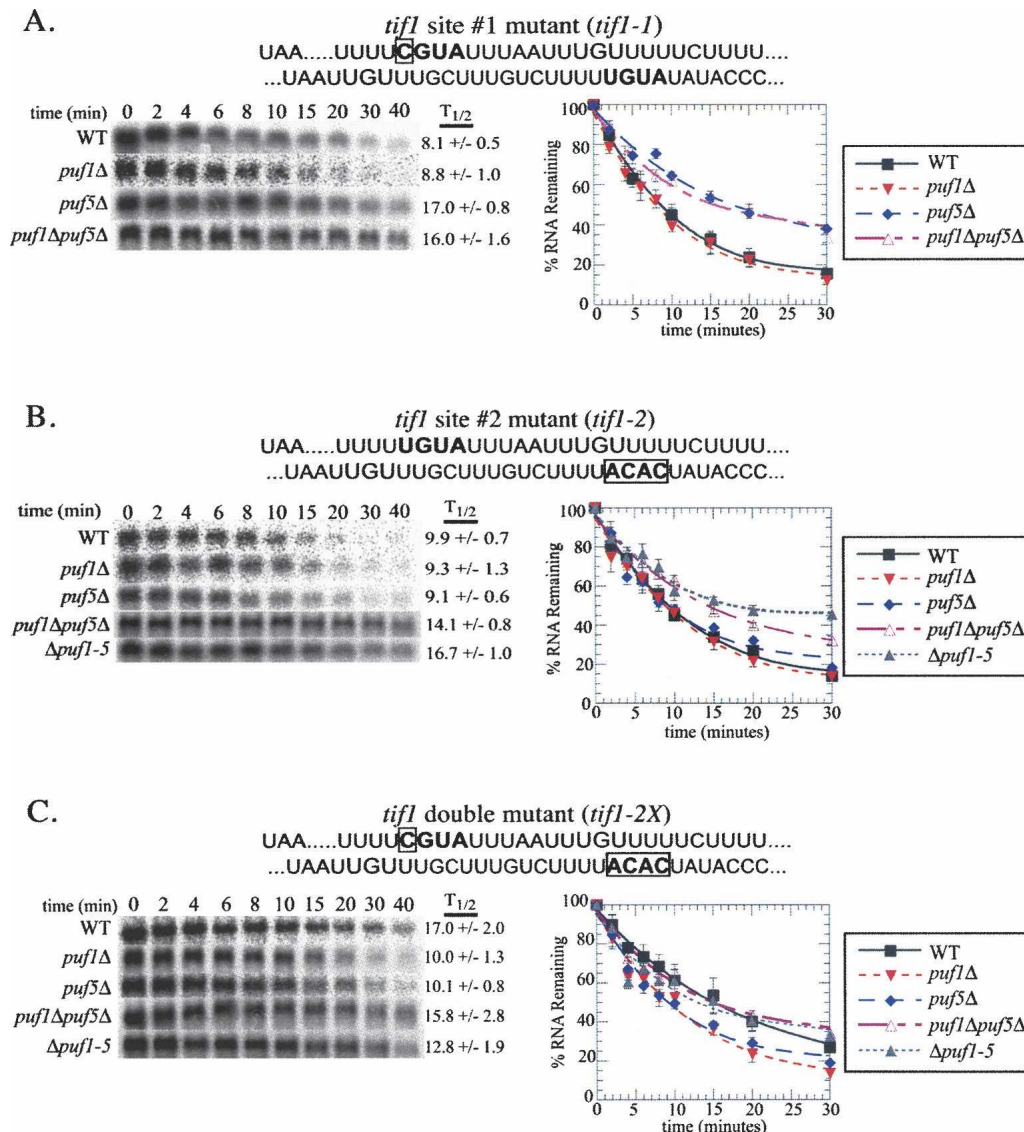 A.
tif1 site #1 mutant (tif1-1)
UAA.....UUUUCGUAUUUAAUUUGUUUUUCUUUU....
...UAAUUGUUUGCUUUGUCUUUUUGUAUAUACCC...
time (min) 0 2 4 6 8 10 15 20 30 40 T1/2
WT 8.1 +/- 0.5
puf1Δ 8.8 +/- 1.0
puf5Δ 17.0 +/- 0.8
puf1Δpuf5Δ 16.0 +/- 1.6
% RNA Remaining
100
80
60
40
20
0
0 5 10 15 20 25 30
time (minutes)
WT
puf1Δ
puf5Δ
puf1Δpuf5Δ
B.
tif1 site #2 mutant (tif1-2)
UAA..... UUUUUGUAUUUAAUUUGUUUUUCUUUU....
...UAAUUGUUUGCUUUGUCUUUUACACUAUACCC...
time (min) 0 2 4 6 8 10 15 20 30 40 T1/2
WT 9.9 +/- 0.7
puf1Δ 9.3 +/- 1.3
puf5Δ 9.1 +/- 0.6
puf1Δpuf5Δ 14.1 +/- 0.8
Δpuf1-5 16.7 +/- 1.0
% RNA Remaining
100
80
60
40
20
0
0 5 10 15 20 25 30
time (minutes)
WT
puf1Δ
puf5Δ
puf1Δpuf5Δ
Δpuf1-5
C.
tif1 double mutant (tif1-2X)
UAA.....UUUUCGUAUUUAAUUUGUUUUUCUUUU....
...UAAUUGUUUGCUUUGUCUUUUACACUAUACCC...
time (min) 0 2 4 6 8 10 15 20 30 40 T1/2
WT 17.0 +/- 2.0
puf1Δ 10.0 +/- 1.3
puf5Δ 10.1 +/- 0.8
puf1Δpuf5Δ 15.8 +/- 2.8
Δpuf1-5 12.8 +/- 1.9
% RNA Remaining
100
80
60
40
20
0
0 5 10 15 20 25 30
time (minutes)
WT
puf1Δ
puf5Δ
puf1Δpuf5Δ
Δpuf1-5